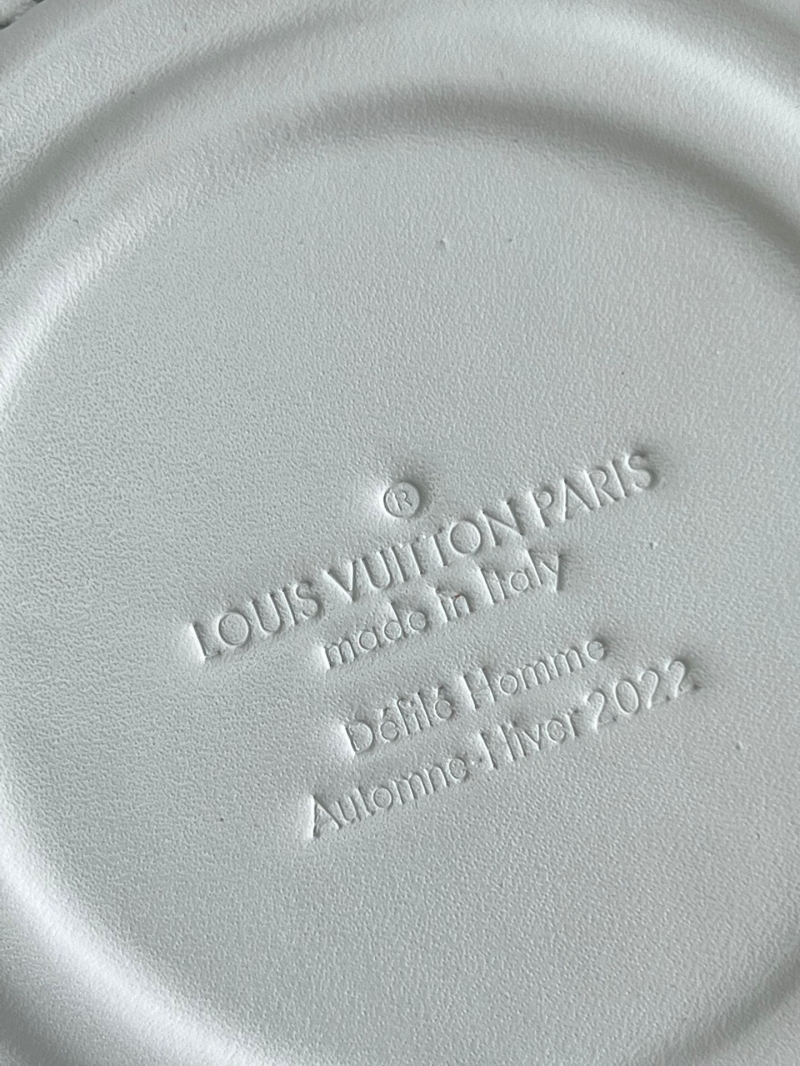 ®
LOUIS VUITTON PARIS
made in Italy
Défilé Homme
Automne-Hiver 2022